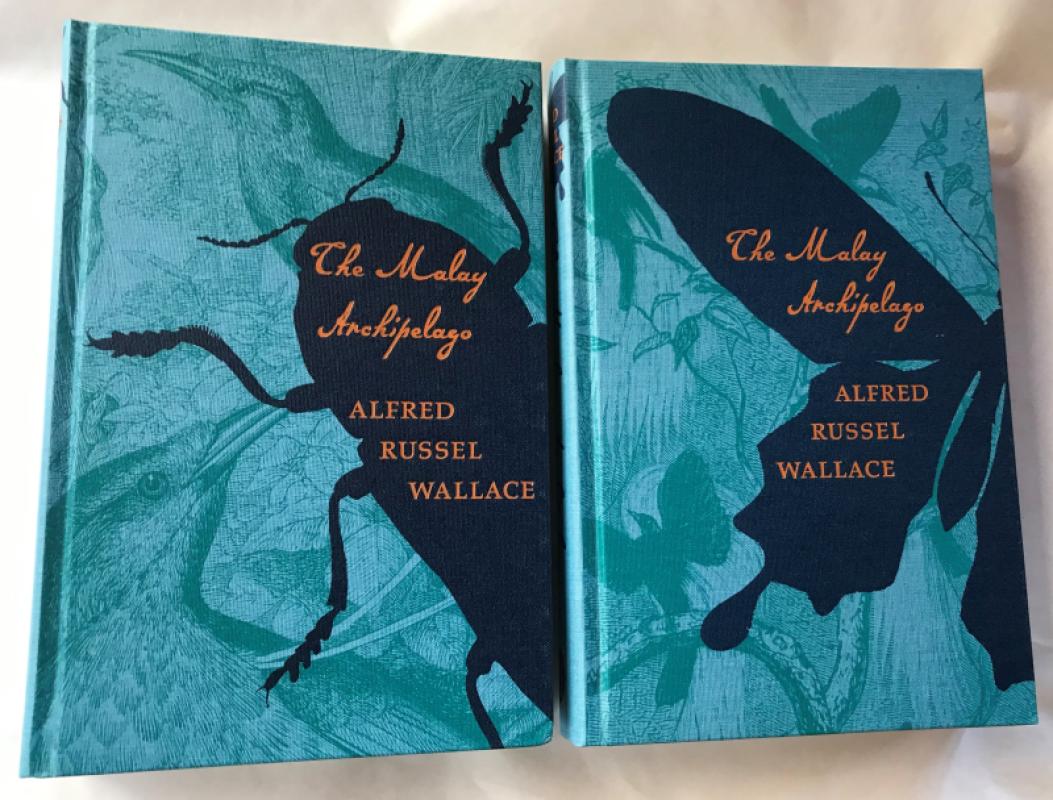 The Malay
Archipelago
ALFRED
RUSSEL
WALLACE
The Malay
Archipelago
ALFRED
RUSSEL
WALLACE